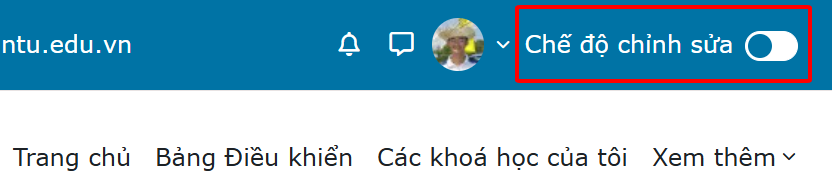 ntu.edu.vn Chế độ chỉnh sửa
Trang chủ Bảng Điều khiển Các khoá học của tôi Xem thêm